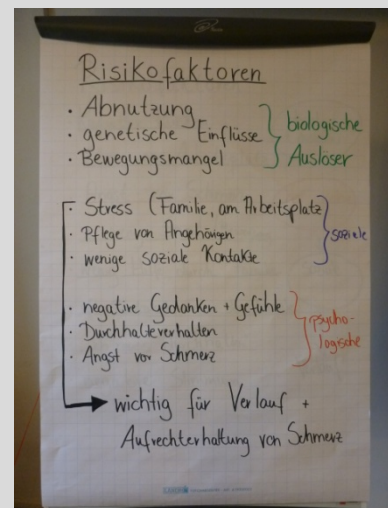 Risikofaktoren
· Abnutzung
· genetische Einflüsse
· Bewegungsmangel
biologische
Auslöser
· Stress (Familie, am Arbeitsplatz)
· Pflege von Angehörigen
· wenige soziale Kontakte
soziale
· negative Gedanken + Gefühle
· Durchhalteverhalten
· Angst vor Schmerz
psycho-
logische
wichtig für Verlauf +
Aufrechterhaltung von Schmerz